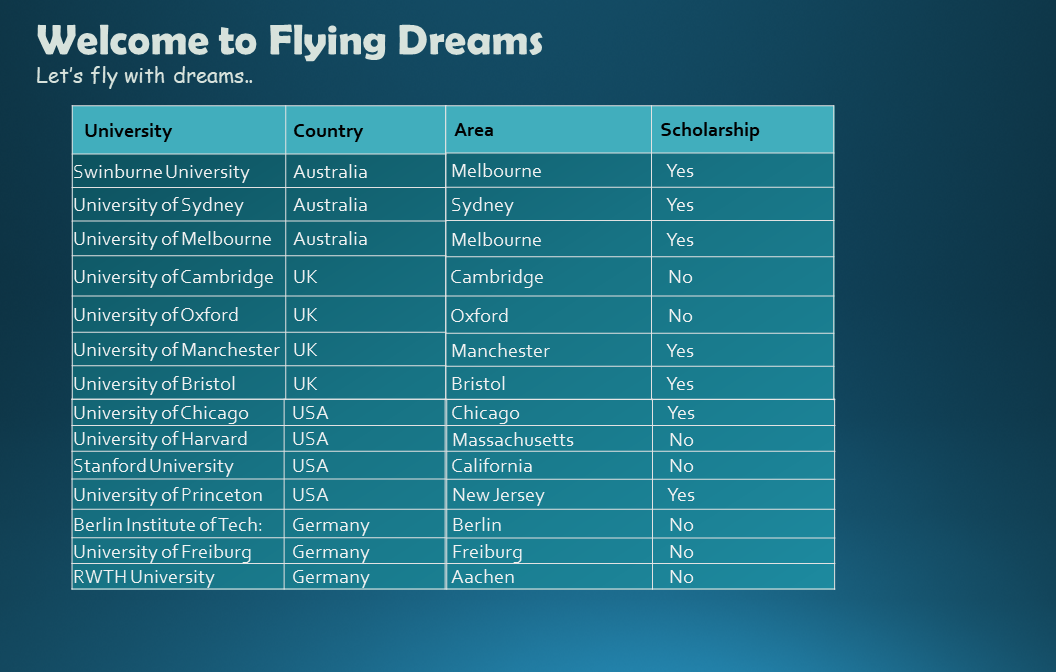 Welcome to Flying Dreams
Let's fly with dreams..
University Country Area Scholarship
Swinburne University Australia Melbourne Yes
University of Sydney Australia Sydney Yes
University of Melbourne Australia Melbourne Yes
University of Cambridge UK Cambridge No
University of Oxford UK Oxford No
University of Manchester UK Manchester Yes
University of Bristol UK Bristol Yes
University of Chicago USA Chicago Yes
University of Harvard USA Massachusetts No
Stanford University USA California No
University of Princeton USA New Jersey Yes
Berlin Institute of Tech: Germany Berlin No
University of Freiburg Germany Freiburg No
RWTH University Germany Aachen No